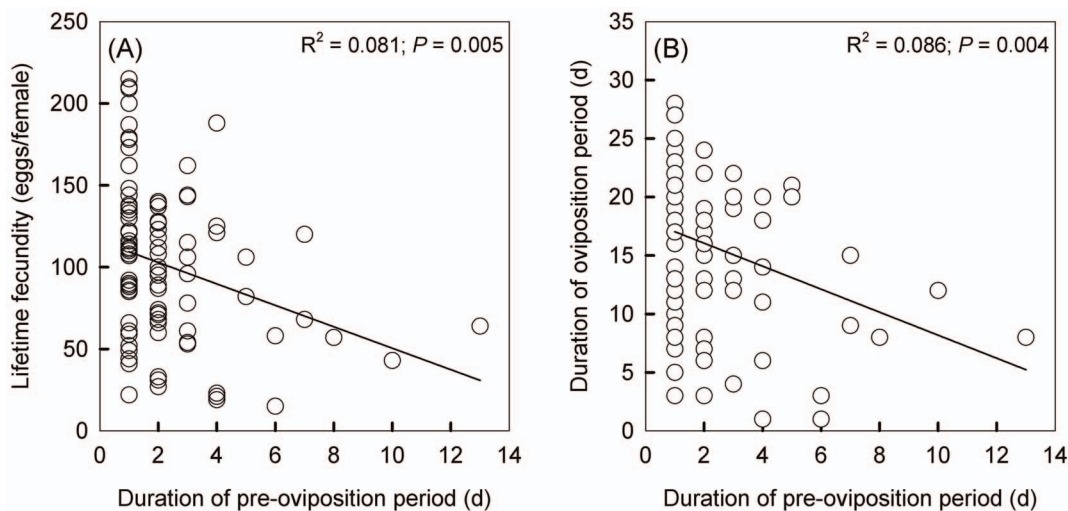 (A)
R² = 0.081; P = 0.005
Lifetime fecundity (eggs/female)
250
200
150
100
50
0
0 2 4 6 8 10 12 14
Duration of pre-oviposition period (d)
(B)
R² = 0.086; P = 0.004
Duration of oviposition period (d)
35
30
25
20
15
10
5
0
0 2 4 6 8 10 12 14
Duration of pre-oviposition period (d)